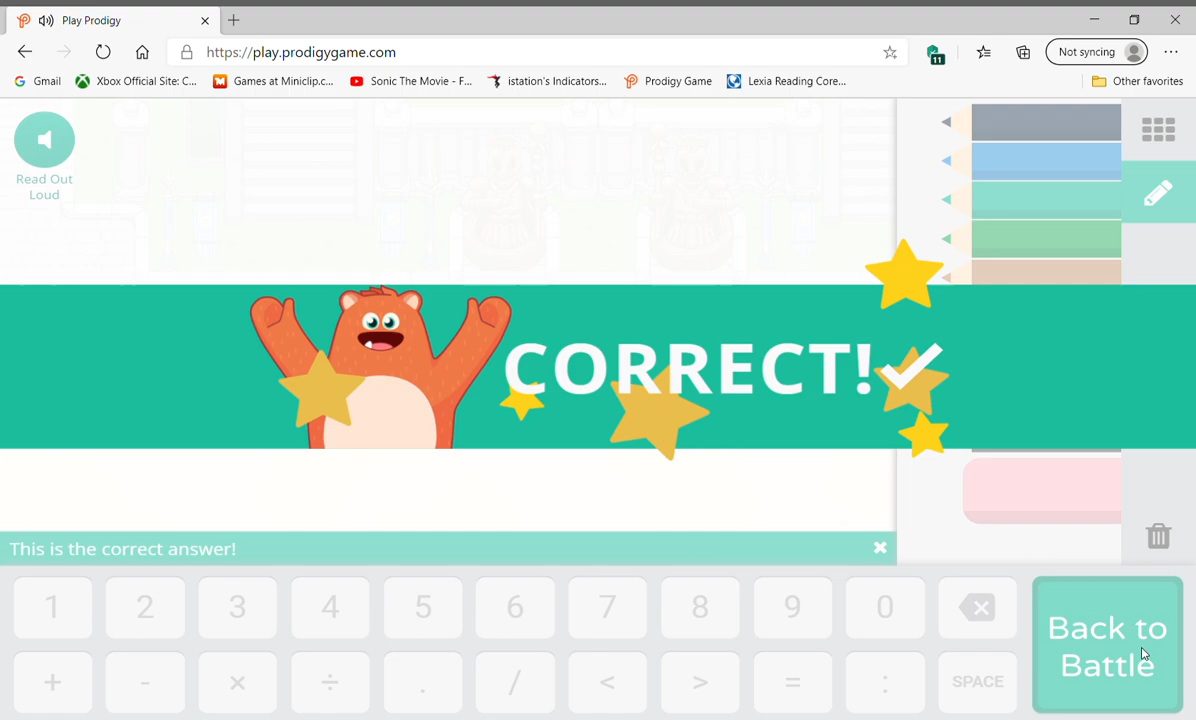 Play Prodigy
https://play.prodigygame.com
11
Not syncing
G Gmail
Xbox Official Site: C...
M Games at Miniclip.c...
Sonic The Movie - F...
istation's Indicators...
Prodigy Game
Lexia Reading Core...
Other favorites
Read Out
Loud
CORRECT!
This is the correct answer!
1 2 3 4 5 6 7 8 9 0
+ - × ÷ . / < > = : SPACE
Back to
Battle